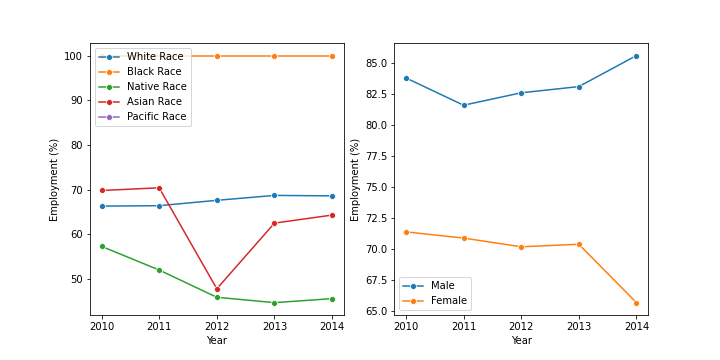 White Race
Black Race
Native Race
Asian Race
Pacific Race
100
90
80
70
60
50
Employment (%)
2010 2011 2012 2013 2014
Year
85.0
82.5
80.0
77.5
75.0
72.5
70.0
67.5
65.0
Employment (%)
Male
Female
2010 2011 2012 2013 2014
Year